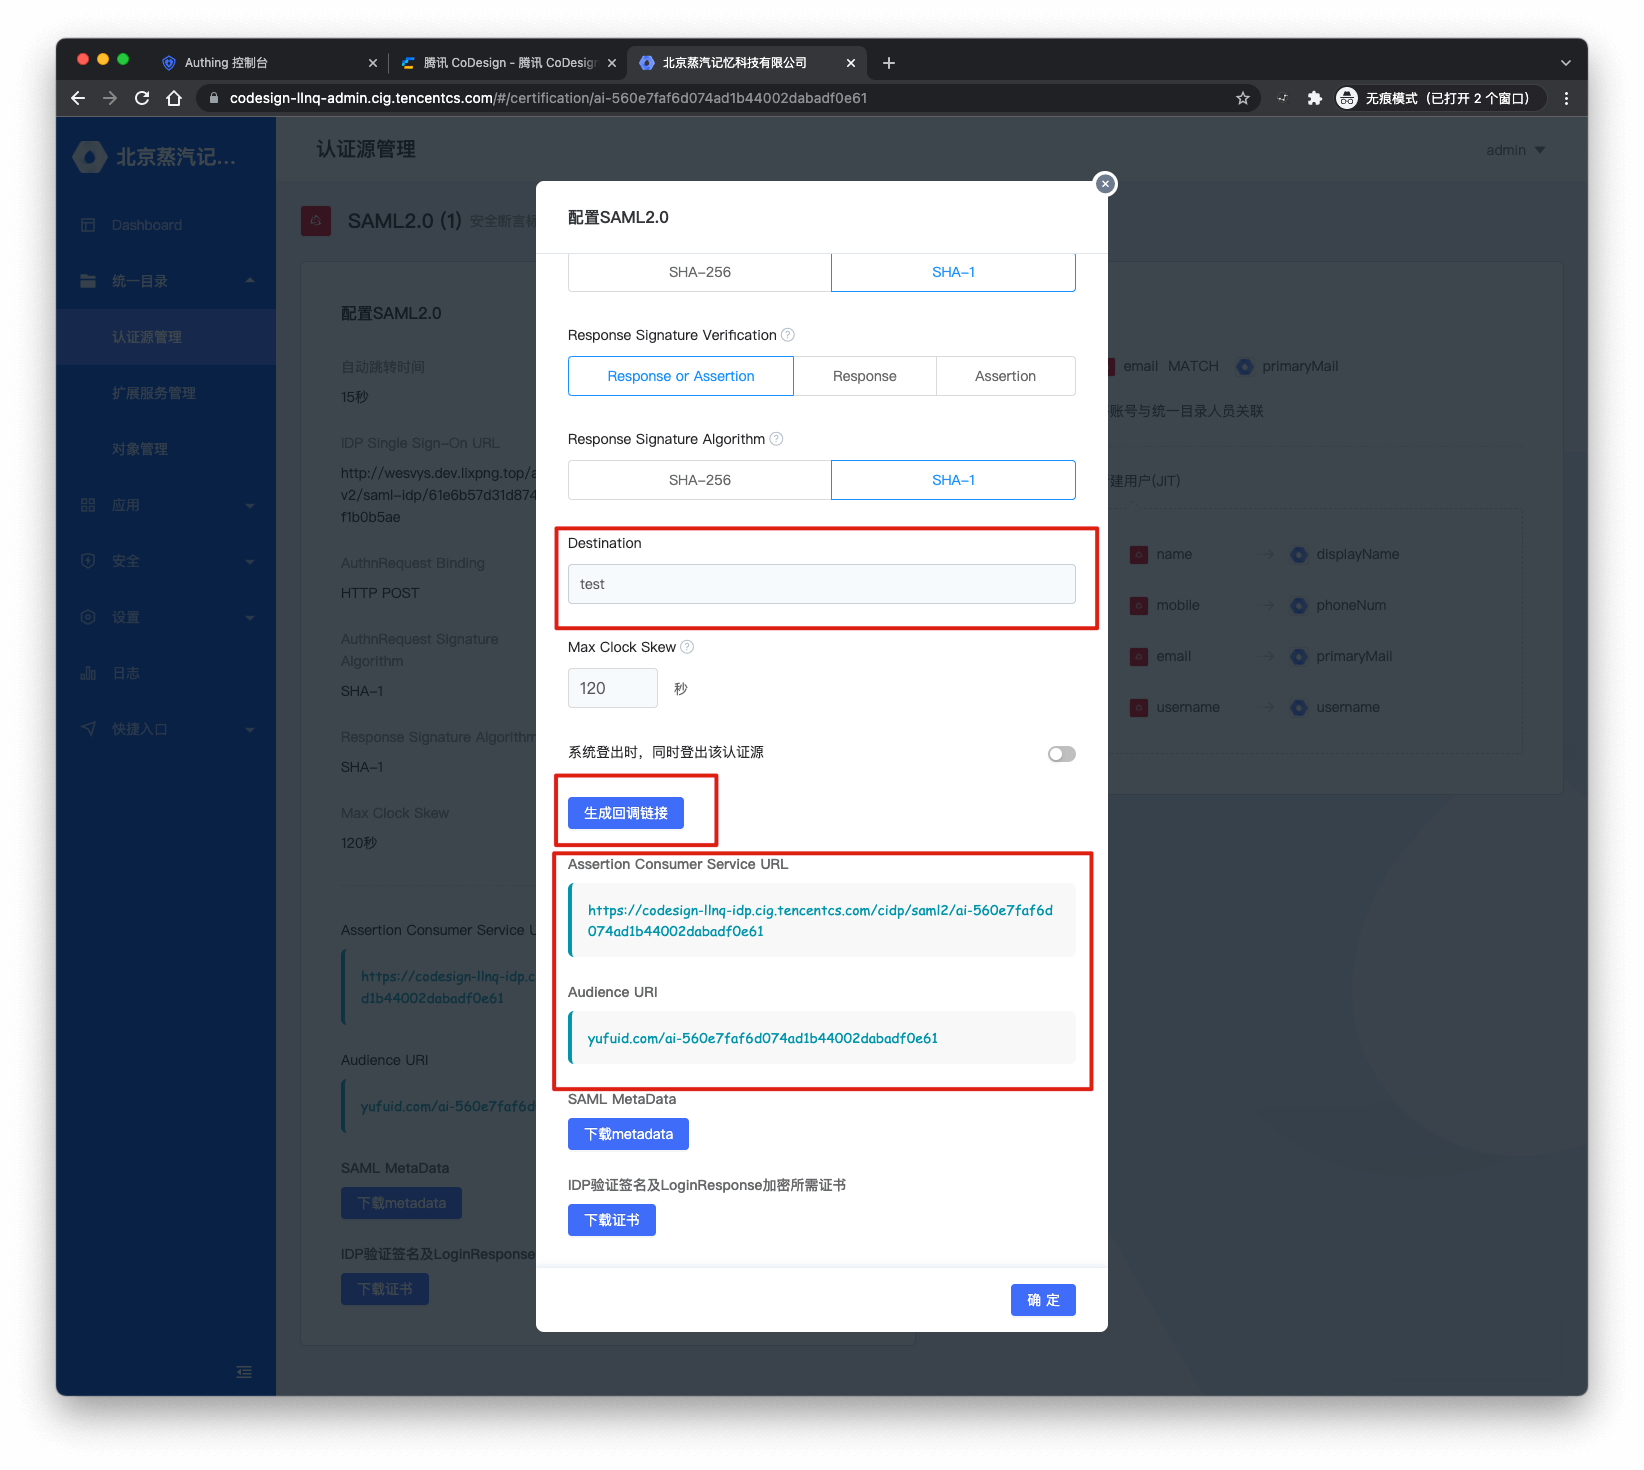 Authing 控制台
腾讯 CoDesign - 腾讯 CoDesign
北京蒸汽记忆科技有限公司
codesign-llnq-admin.cig.tencentcs.com/#/certification/ai-560e7faf6d074ad1b44002dabadf0e61
无痕模式（已打开 2 个窗口）
北京蒸汽记...
认证源管理
admin
Dashboard
统一目录
认证源管理
扩展服务管理
对象管理
应用
安全
设置
日志
快捷入口
SAML2.0 (1) 安全断言标
配置SAML2.0
自动跳转时间
15秒
IDP Single Sign-On URL
http://wesvys.dev.lixpng.top/a
v2/saml-idp/61e6b57d31d874
f1b0b5ae
AuthnRequest Binding
HTTP POST
AuthnRequest Signature
Algorithm
SHA-1
Response Signature Algorithm
SHA-1
Max Clock Skew
120秒
Assertion Consumer Service U
https://codesign-llnq-idp.c
d1b44002dabadf0e61
Audience URI
yufuid.com/ai-560e7faf6d
SAML MetaData
下载metadata
IDP验证签名及LoginResponse
下载证书
配置SAML2.0
SHA-256 SHA-1
Response Signature Verification
Response or Assertion Response Assertion
Response Signature Algorithm
SHA-256 SHA-1
Destination
test
Max Clock Skew
120 秒
系统登出时，同时登出该认证源
生成回调链接
Assertion Consumer Service URL
https://codesign-llnq-idp.cig.tencentcs.com/cidp/saml2/ai-560e7faf6d
074ad1b44002dabadf0e61
Audience URI
yufuid.com/ai-560e7faf6d074ad1b44002dabadf0e61
SAML MetaData
下载metadata
IDP验证签名及LoginResponse加密所需证书
下载证书
确 定
email MATCH primaryMail
账号与统一目录人员关联
建用户(JIT)
name displayName
mobile phoneNum
email primaryMail
username username